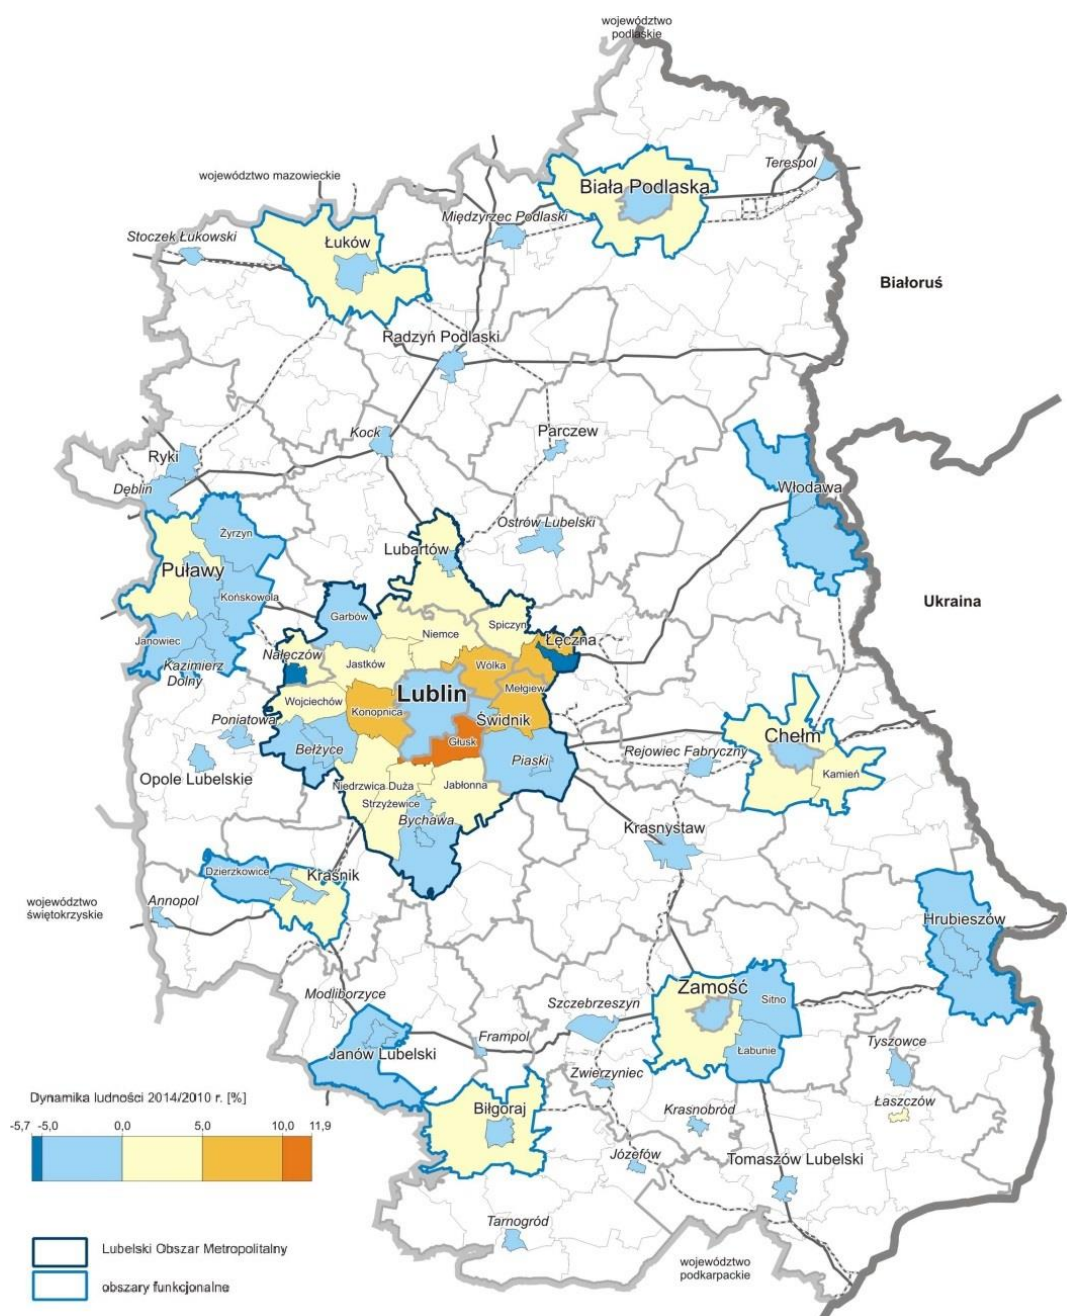 województwo
podlaskie
Terespol
województwo mazowieckie
Biała Podlaska
Międzyrzec Podlaski
Stoczek Łukowski
Łuków
Białoruś
Radzyń Podlaski
Kock
Parczew
Ryki
Dęblin
Włodawa
Ostrów Lubelski
Żyrzyn
Lubartów
Puławy
Końskowola
Ukraina
Garbów
Spiczyn
Niemce
Janowiec
Łęczna
Nałęczów
Kazimierz
Dolny
Jastków
Wólka
Mełgiew
Lublin
Wojciechów
Konopnica
Poniatowa
Świdnik
Chełm
Głusk
Bełżyce
Rejowiec Fabryczny
Piaski
Opole Lubelskie
Kamień
Niedrzwica Duża
Jabłonna
Strzyżewice
Bychawa
Krasnystaw
Dzierzkowice
Kraśnik
województwo
świętokrzyskie
Annopol
Hrubieszów
Zamość
Modliborzyce
Sitno
Szczebrzeszyn
Frampol
Janów Lubelski
Łabunie
Tyszowce
Zwierzyniec
Dynamika ludności 2014/2010 r. [%]
Łaszczów
Biłgoraj
Krasnobród
-5,7 -5,0 0,0 5,0 10,0 11,9
Józefów
Tomaszów Lubelski
Tarnogród
Lubelski Obszar Metropolitalny
województwo
podkarpackie
obszary funkcjonalne